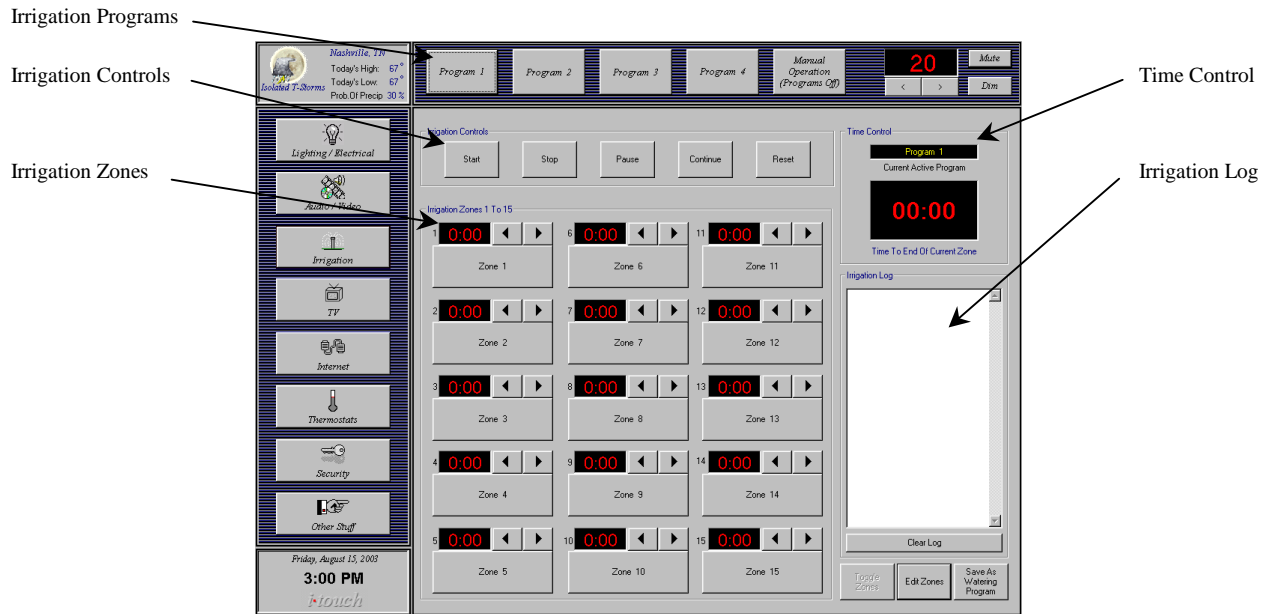 Irrigation Programs
Irrigation Controls
Irrigation Zones
Time Control
Irrigation Log
Nashville, TN
Today's High: 67°
Today's Low: 67°
Prob.Of Precip 30 %
Isolated T-Storms
Program 1
Program 2
Program 3
Program 4
Manual
Operation
(Programs Off)
20
<
>
Mute
Dim
Lighting / Electrical
Audio / Video
Irrigation
TV
Internet
Thermostats
Security
Other Stuff
Friday, August 15, 2003
3:00 PM
i•touch
Irrigation Controls
Start
Stop
Pause
Continue
Reset
Irrigation Zones 1 To 15
1 0:00
Zone 1
6 0:00
Zone 6
11 0:00
Zone 11
2 0:00
Zone 2
7 0:00
Zone 7
12 0:00
Zone 12
3 0:00
Zone 3
8 0:00
Zone 8
13 0:00
Zone 13
4 0:00
Zone 4
9 0:00
Zone 9
14 0:00
Zone 14
5 0:00
Zone 5
10 0:00
Zone 10
15 0:00
Zone 15
Time Control
Program 1
Current Active Program
00:00
Time To End Of Current Zone
Irrigation Log
Clear Log
Toggle
Zones
Edit Zones
Save As
Watering
Program